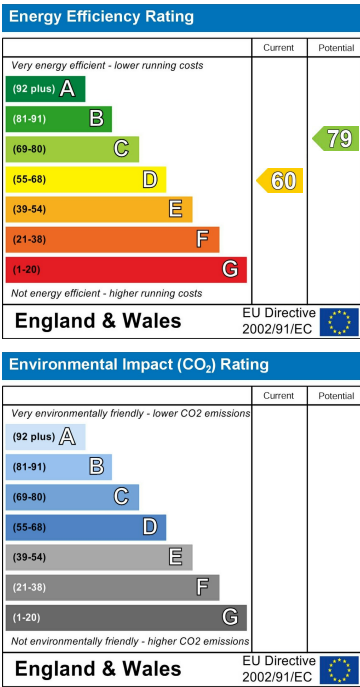 Energy Efficiency Rating
Current Potential
Very energy efficient - lower running costs
(92 plus) A
(81-91) B
(69-80) C
79
(55-68) D
60
(39-54) E
(21-38) F
(1-20) G
Not energy efficient - higher running costs
England & Wales
EU Directive
2002/91/EC
Environmental Impact (CO₂) Rating
Current Potential
Very environmentally friendly - lower CO2 emissions
(92 plus) A
(81-91) B
(69-80) C
(55-68) D
(39-54) E
(21-38) F
(1-20) G
Not environmentally friendly - higher CO2 emissions
England & Wales
EU Directive
2002/91/EC